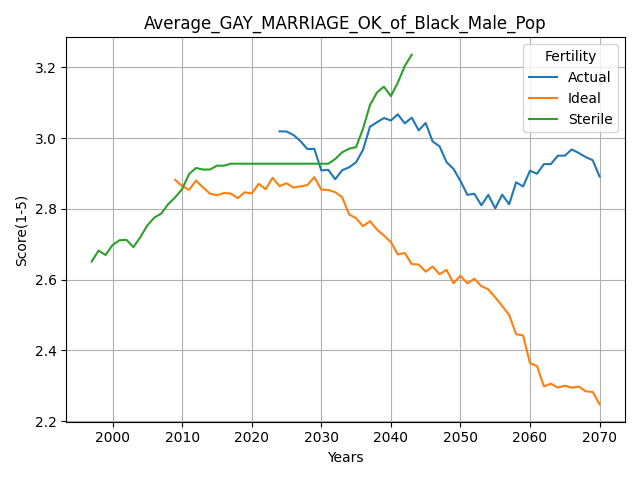 Average_GAY_MARRIAGE_OK_of_Black_Male_Pop
Fertility
Actual
Ideal
Sterile
Score(1-5)
3.2
3.0
2.8
2.6
2.4
2.2
2000 2010 2020 2030 2040 2050 2060 2070
Years